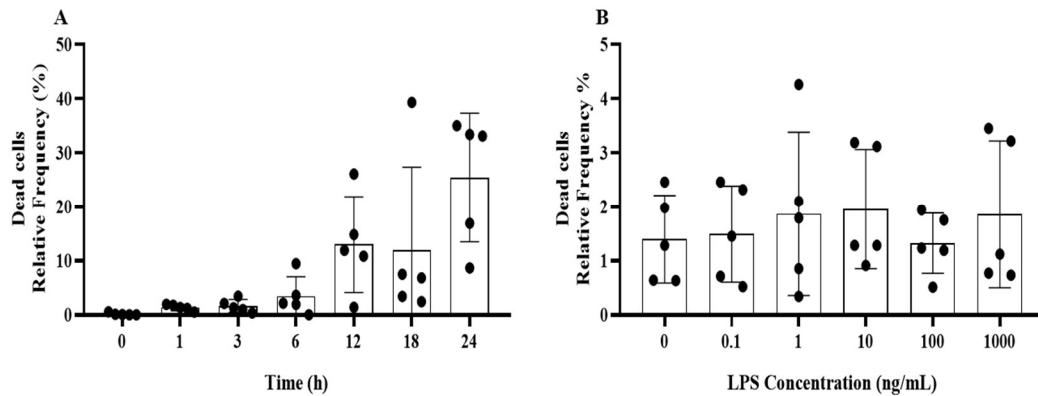 A
Dead cells
Relative Frequency (%)
50
40
30
20
10
0
0 1 3 6 12 18 24
Time (h)
B
Dead cells
Relative Frequency %
5
4
3
2
1
0
0 0.1 1 10 100 1000
LPS Concentration (ng/mL)